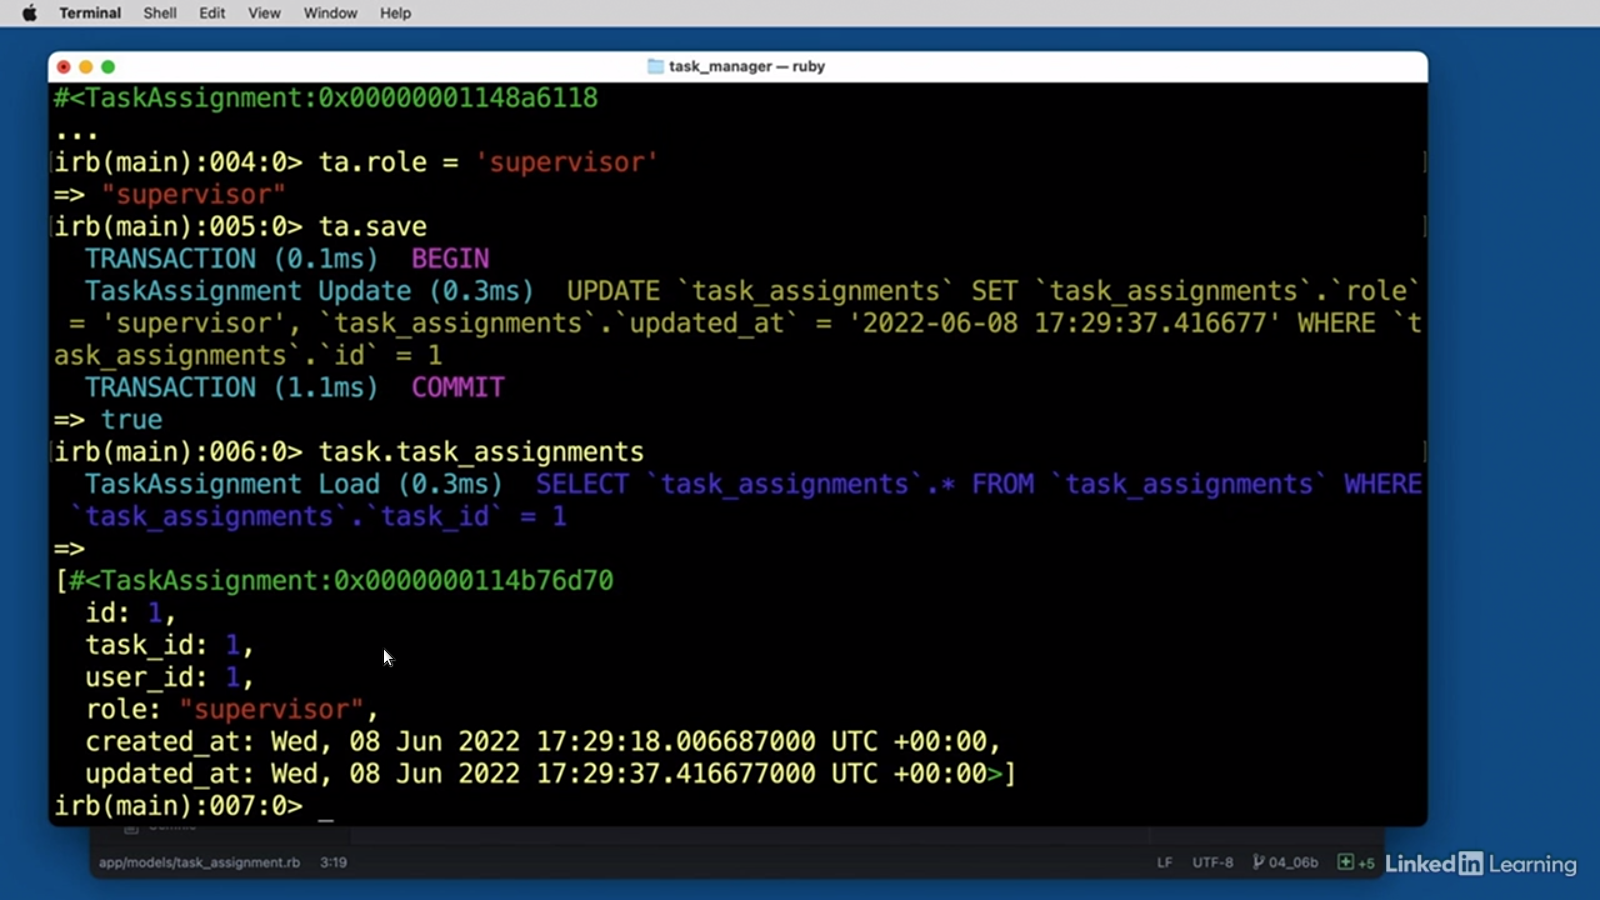 Terminal Shell Edit View Window Help
task_manager — ruby
#<TaskAssignment:0x00000001148a6118
...
irb(main):004:0> ta.role = 'supervisor'
=> "supervisor"
irb(main):005:0> ta.save
TRANSACTION (0.1ms) BEGIN
TaskAssignment Update (0.3ms) UPDATE `task_assignments` SET `task_assignments`.`role`
= 'supervisor', `task_assignments`.`updated_at` = '2022-06-08 17:29:37.416677' WHERE `t
ask_assignments`.`id` = 1
TRANSACTION (1.1ms) COMMIT
=> true
irb(main):006:0> task.task_assignments
TaskAssignment Load (0.3ms) SELECT `task_assignments`.* FROM `task_assignments` WHERE
`task_assignments`.`task_id` = 1
=>
[#<TaskAssignment:0x0000000114b76d70
id: 1,
task_id: 1,
user_id: 1,
role: "supervisor",
created_at: Wed, 08 Jun 2022 17:29:18.006687000 UTC +00:00,
updated_at: Wed, 08 Jun 2022 17:29:37.416677000 UTC +00:00>]
irb(main):007:0> _
app/models/task_assignment.rb 3:19 LF UTF-8 04_06b +5
LinkedIn Learning